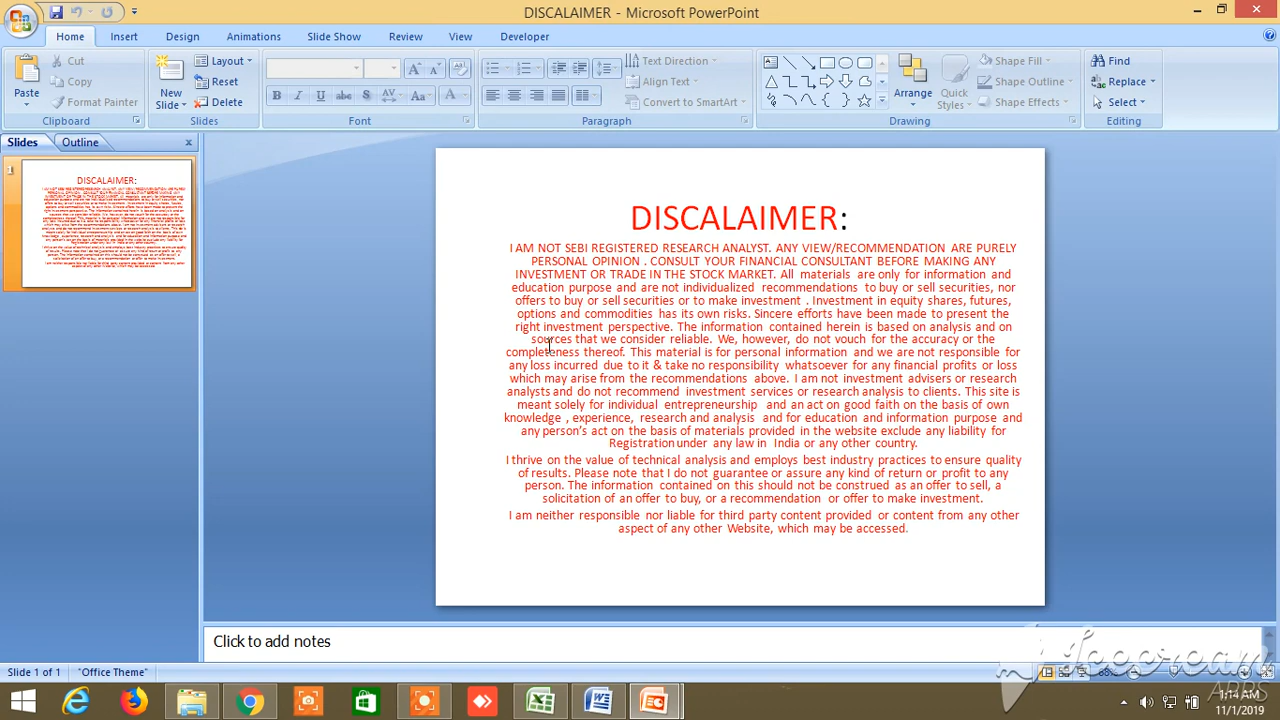 DISCALAIMER - Microsoft PowerPoint
Home Insert Design Animations Slide Show Review View Developer
Paste
Cut
Copy
Format Painter
Clipboard
New Slide
Layout
Reset
Delete
Slides
B I U abc S AV Aa A
Font
Text Direction
Align Text
Convert to SmartArt
Paragraph
Arrange
Quick Styles
Shape Fill
Shape Outline
Shape Effects
Drawing
Find
Replace
Select
Editing
Slides Outline
1
DISCALAIMER:
DISCALAIMER:
I AM NOT SEBI REGISTERED RESEARCH ANALYST. ANY VIEW/RECOMMENDATION ARE PURELY
PERSONAL OPINION . CONSULT YOUR FINANCIAL CONSULTANT BEFORE MAKING ANY
INVESTMENT OR TRADE IN THE STOCK MARKET. All materials are only for information and
education purpose and are not individualized recommendations to buy or sell securities, nor
offers to buy or sell securities or to make investment . Investment in equity shares, futures,
options and commodities has its own risks. Sincere efforts have been made to present the
right investment perspective. The information contained herein is based on analysis and on
sources that we consider reliable. We, however, do not vouch for the accuracy or the
completeness thereof. This material is for personal information and we are not responsible for
any loss incurred due to it & take no responsibility whatsoever for any financial profits or loss
which may arise from the recommendations above. I am not investment advisers or research
analysts and do not recommend investment services or research analysis to clients. This site is
meant solely for individual entrepreneurship and an act on good faith on the basis of own
knowledge , experience, research and analysis and for education and information purpose and
any person's act on the basis of materials provided in the website exclude any liability for
Registration under any law in India or any other country.
I thrive on the value of technical analysis and employs best industry practices to ensure quality
of results. Please note that I do not guarantee or assure any kind of return or profit to any
person. The information contained on this should not be construed as an offer to sell, a
solicitation of an offer to buy, or a recommendation or offer to make investment.
I am neither responsible nor liable for third party content provided or content from any other
aspect of any other Website, which may be accessed.
Click to add notes
Slide 1 of 1 "Office Theme" 68%
1:14 AM
11/1/2019
APPS